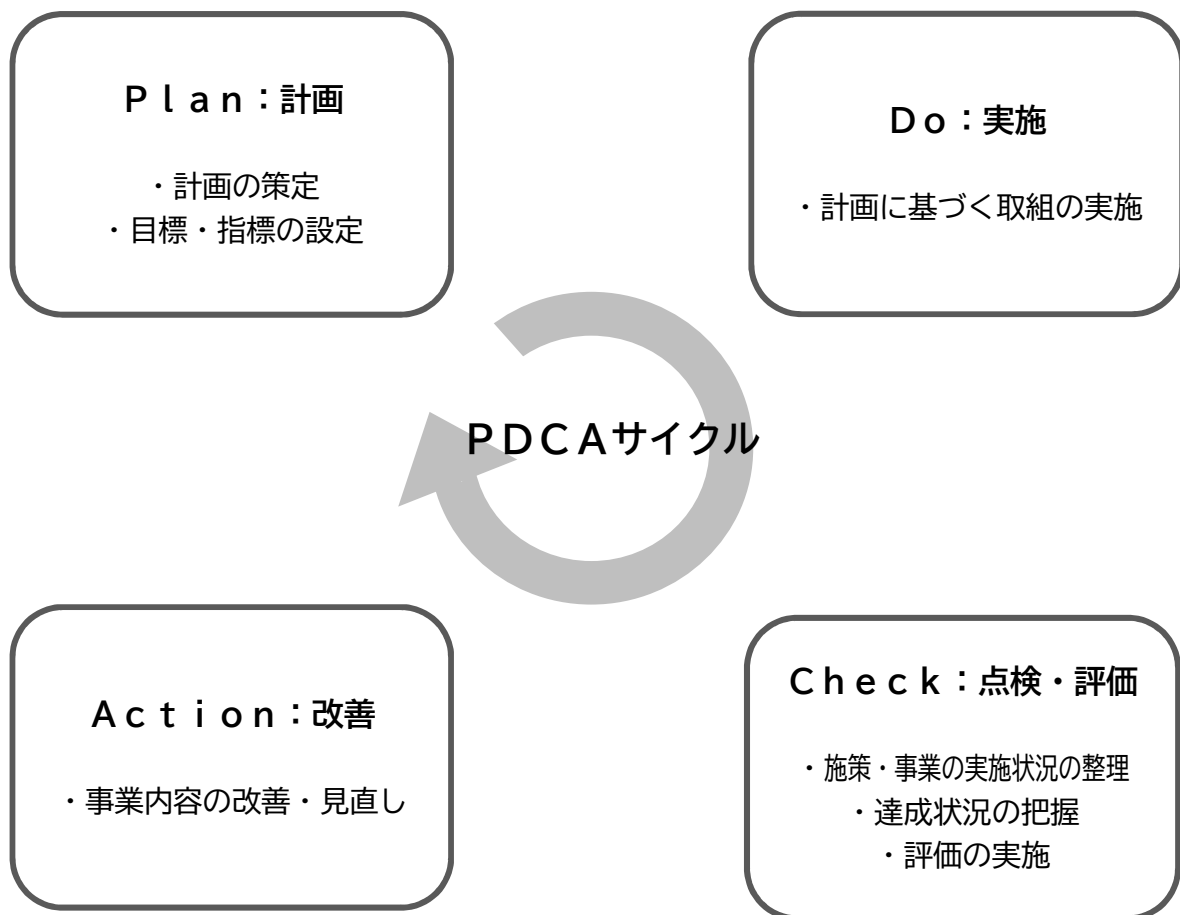 Ｐｌａｎ：計画
・計画の策定
・目標・指標の設定
Ｄｏ：実施
・計画に基づく取組の実施
ＰＤＣＡサイクル
Ａｃｔｉｏｎ：改善
・事業内容の改善・見直し
Ｃｈｅｃｋ：点検・評価
・施策・事業の実施状況の整理
・達成状況の把握
・評価の実施